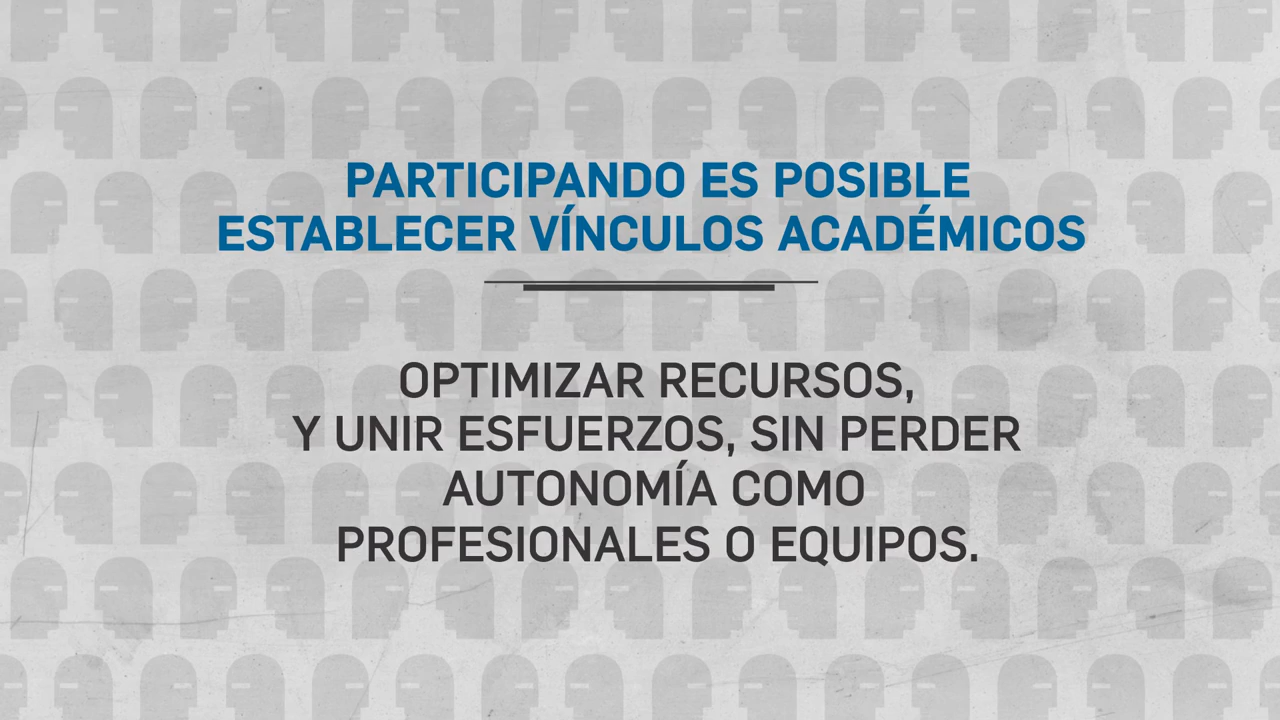 PARTICIPANDO ES POSIBLE
ESTABLECER VÍNCULOS ACADÉMICOS
OPTIMIZAR RECURSOS,
Y UNIR ESFUERZOS, SIN PERDER
AUTONOMÍA COMO
PROFESIONALES O EQUIPOS.